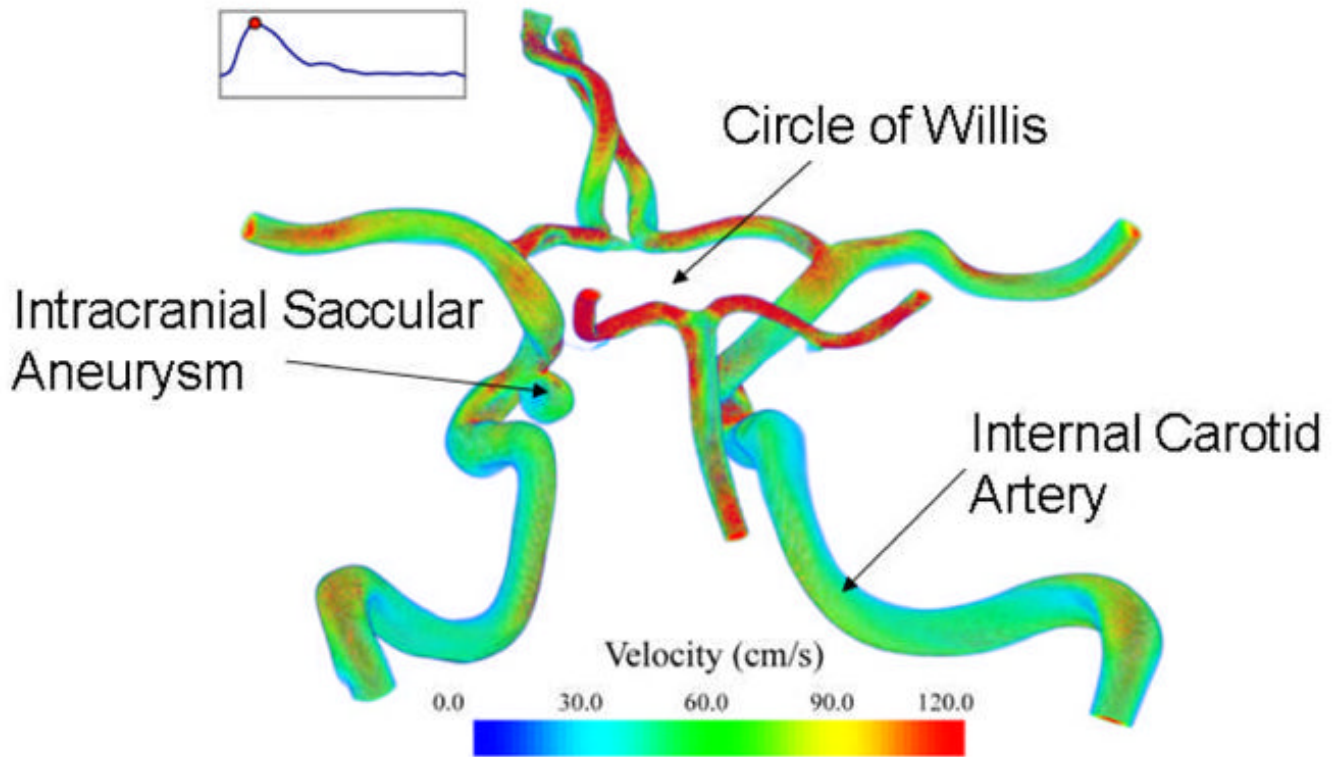 Circle of Willis
Intracranial Saccular
Aneurysm
Internal Carotid
Artery
Velocity (cm/s)
0.0 30.0 60.0 90.0 120.0